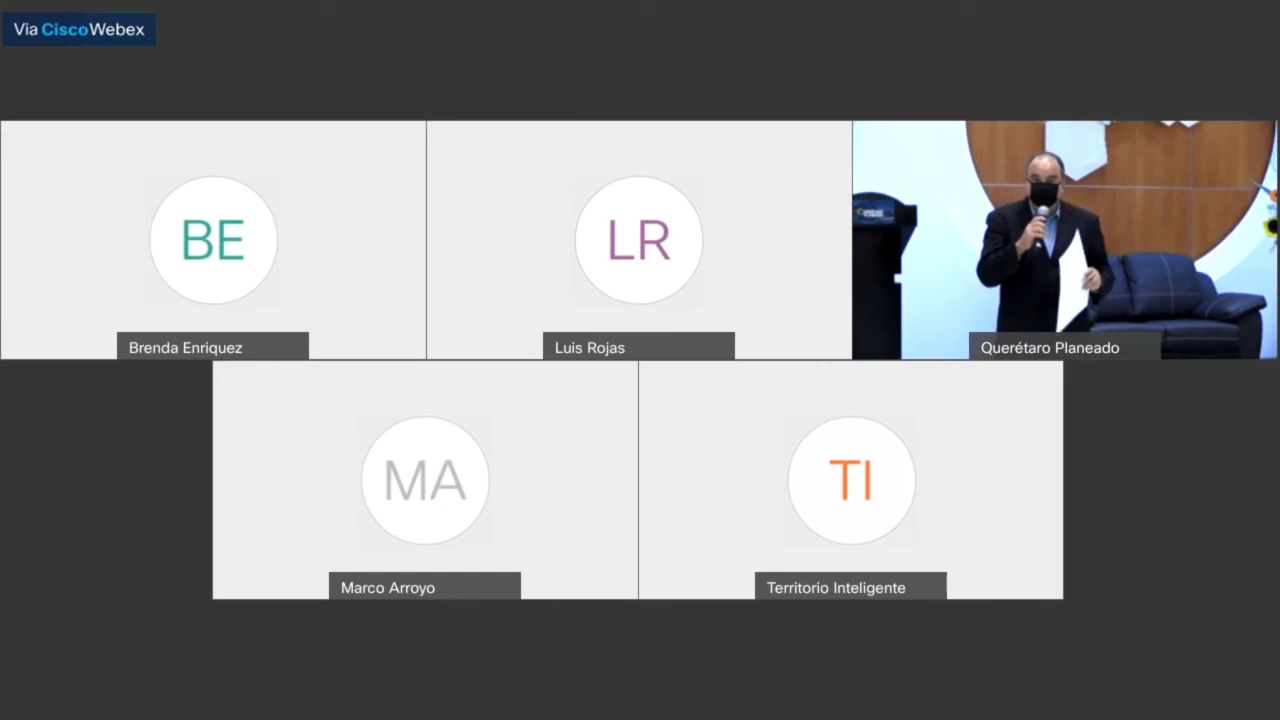 Via CiscoWebex
BE
Brenda Enriquez
LR
Luis Rojas
Querétaro Planeado
MA
Marco Arroyo
TI
Territorio Inteligente